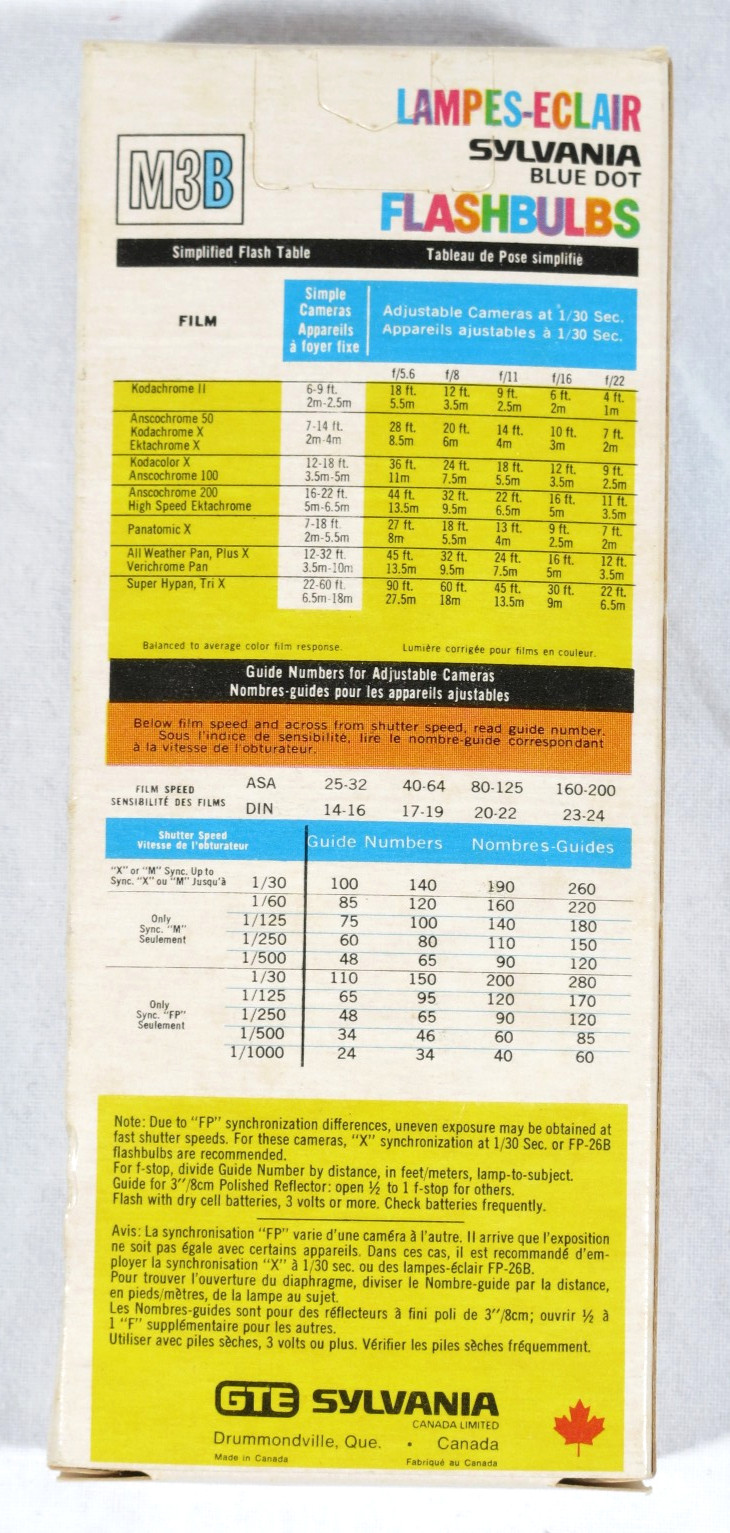 LAMPES-ECLAIR
SYLVANIA
BLUE DOT
FLASHBULBS
M3B
Simplified Flash Table Tableau de Pose simplifié
FILM
Simple
Cameras
Appareils
à foyer fixe
Adjustable Cameras at 1/30 Sec.
Appareils ajustables à 1/30 Sec.
f/5.6 f/8 f/11 f/16 f/22
Kodachrome II 6-9 ft. 18 ft. 12 ft. 9 ft. 6 ft. 4 ft.
2m-2.5m 5.5m 3.5m 2.5m 2m 1m
Anscochrome 50
Kodachrome X 7-14 ft. 28 ft. 20 ft. 14 ft. 10 ft. 7 ft.
Ektachrome X 2m-4m 8.5m 6m 4m 3m 2m
Kodacolor X 12-18 ft. 36 ft. 24 ft. 18 ft. 12 ft. 9 ft.
Anscochrome 100 3.5m-5m 11m 7.5m 5.5m 3.5m 2.5m
Anscochrome 200 16-22 ft. 44 ft. 32 ft. 22 ft. 16 ft. 11 ft.
High Speed Ektachrome 5m-6.5m 13.5m 9.5m 6.5m 5m 3.5m
Panatomic X 7-18 ft. 27 ft. 18 ft. 13 ft. 9 ft. 7 ft.
2m-5.5m 8m 5.5m 4m 2.5m 2m
All Weather Pan, Plus X 12-32 ft. 45 ft. 32 ft. 24 ft. 16 ft. 12 ft.
Verichrome Pan 3.5m-10m 13.5m 9.5m 7.5m 5m 3.5m
Super Hypan, Tri X 22-60 ft. 90 ft. 60 ft. 45 ft. 30 ft. 22 ft.
6.5m-18m 27.5m 18m 13.5m 9m 6.5m
Balanced to average color film response. Lumière corrigée pour films en couleur.
Guide Numbers for Adjustable Cameras
Nombres-guides pour les appareils ajustables
Below film speed and across from shutter speed, read guide number.
Sous l'indice de sensibilité, lire le nombre-guide correspondant
à la vitesse de l'obturateur.
FILM SPEED ASA 25-32 40-64 80-125 160-200
SENSIBILITÉ DES FILMS DIN 14-16 17-19 20-22 23-24
Shutter Speed
Vitesse de l'obturateur
Guide Numbers Nombres-Guides
"X" or "M" Sync. Up to
Sync. "X" ou "M" Jusqu'à 1/30 100 140 190 260
1/60 85 120 160 220
Only 1/125 75 100 140 180
Sync. "M"
Seulement 1/250 60 80 110 150
1/500 48 65 90 120
1/30 110 150 200 280
Only 1/125 65 95 120 170
Sync. "FP" 1/250 48 65 90 120
Seulement
1/500 34 46 60 85
1/1000 24 34 40 60
Note: Due to "FP" synchronization differences, uneven exposure may be obtained at
fast shutter speeds. For these cameras, "X" synchronization at 1/30 Sec. or FP-26B
flashbulbs are recommended.
For f-stop, divide Guide Number by distance, in feet/meters, lamp-to-subject.
Guide for 3″/8cm Polished Reflector: open ½ to 1 f-stop for others.
Flash with dry cell batteries, 3 volts or more. Check batteries frequently.
Avis: La synchronisation "FP" varie d'une caméra à l'autre. Il arrive que l'exposition
ne soit pas égale avec certains appareils. Dans ces cas, il est recommandé d'em-
ployer la synchronisation "X" à 1/30 sec. ou des lampes-éclair FP-26B.
Pour trouver l'ouverture du diaphragme, diviser le Nombre-guide par la distance,
en pieds/mètres, de la lampe au sujet.
Les Nombres-guides sont pour des réflecteurs à fini poli de 3″/8cm; ouvrir ½ à
1 "F" supplémentaire pour les autres.
Utiliser avec piles sèches, 3 volts ou plus. Vérifier les piles sèches fréquemment.
GTE SYLVANIA
CANADA LIMITED
Drummondville, Que. • Canada
Made in Canada Fabriqué au Canada